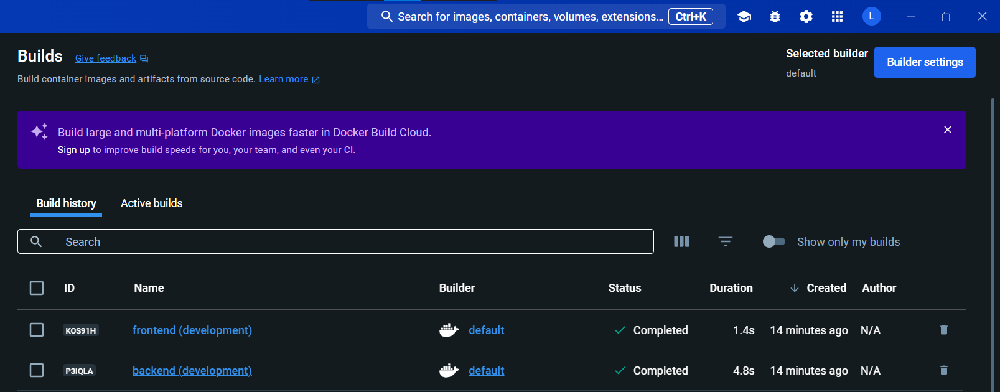 Search for images, containers, volumes, extensions... Ctrl+K L
Builds Give feedback
Build container images and artifacts from source code. Learn more
Selected builder
default
Builder settings
Build large and multi-platform Docker images faster in Docker Build Cloud.
Sign up to improve build speeds for you, your team, and even your CI.
Build history Active builds
Search Show only my builds
ID Name Builder Status Duration Created Author
KOS91H frontend (development) default Completed 1.4s 14 minutes ago N/A
P3IQLA backend (development) default Completed 4.8s 14 minutes ago N/A